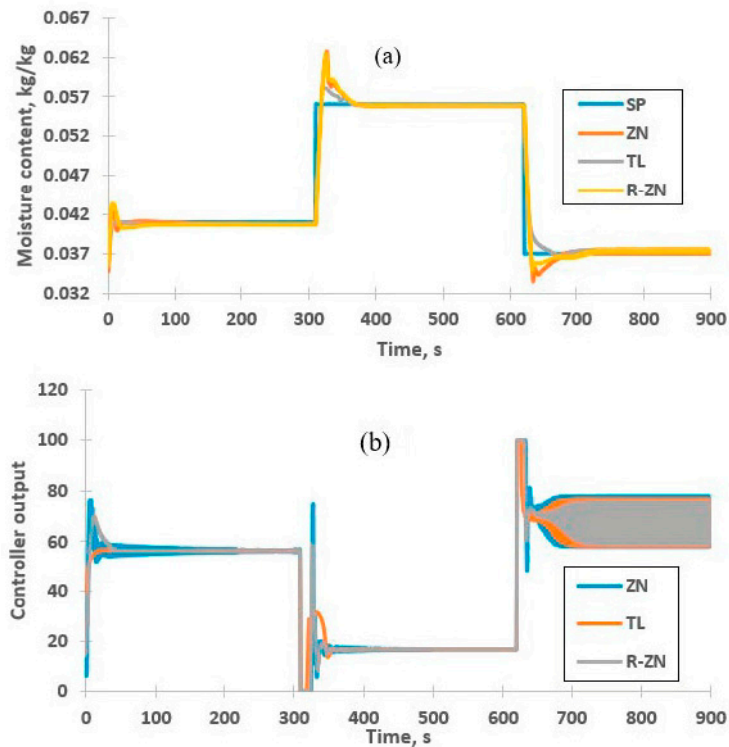 0.067
0.062
0.057
0.052
0.047
0.042
0.037
0.032
Moisture content, kg/kg
(a)
SP
ZN
TL
R-ZN
0 100 200 300 400 500 600 700 800 900
Time, s
120
100
80
60
40
20
0
Controller output
(b)
ZN
TL
R-ZN
0 100 200 300 400 500 600 700 800 900
Time, s